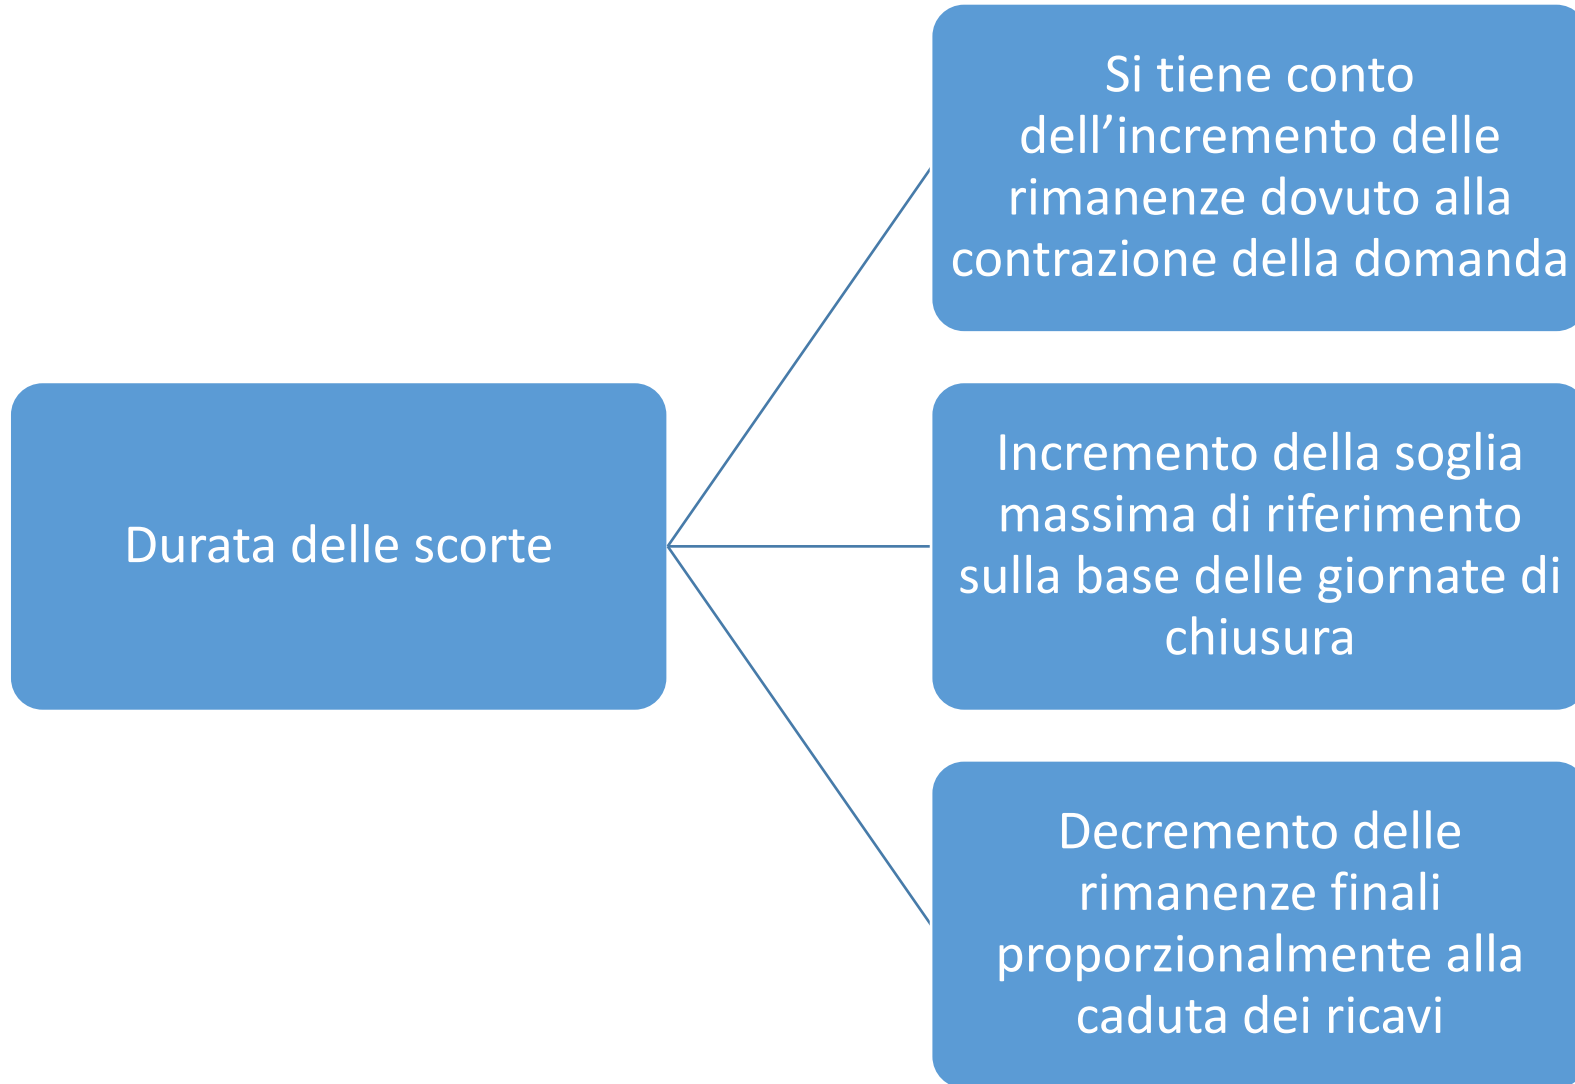 Durata delle scorte
Si tiene conto
dell’incremento delle
rimanenze dovuto alla
contrazione della domanda
Incremento della soglia
massima di riferimento
sulla base delle giornate di
chiusura
Decremento delle
rimanenze finali
proporzionalmente alla
caduta dei ricavi